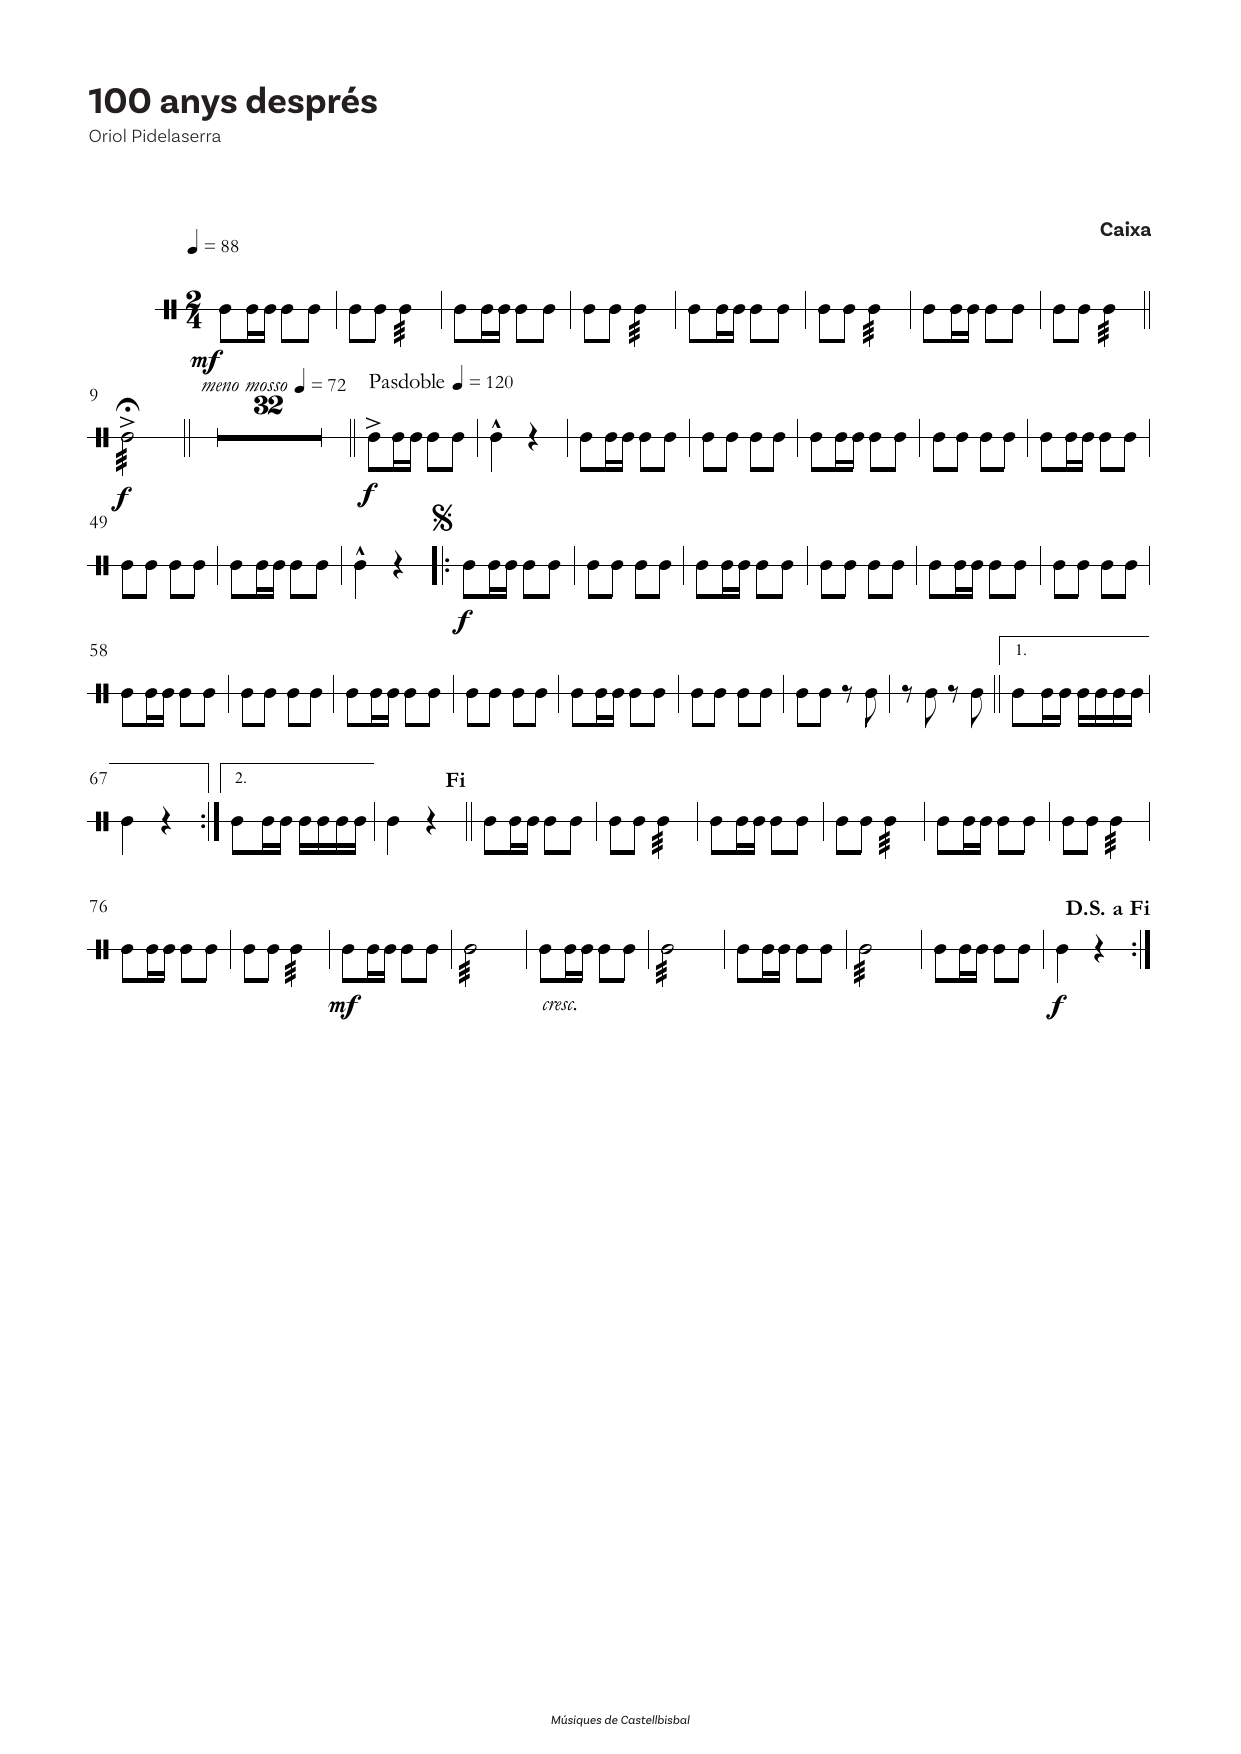 100 anys després
Oriol Pidelaserra
Caixa
♩ = 88
2
4
mf
9
meno mosso ♩ = 72
Pasdoble ♩ = 120
32
f
f
49
f
58
1.
67
2.
Fi
76
D.S. a Fi
mf
cresc.
f
Músiques de Castellbisbal